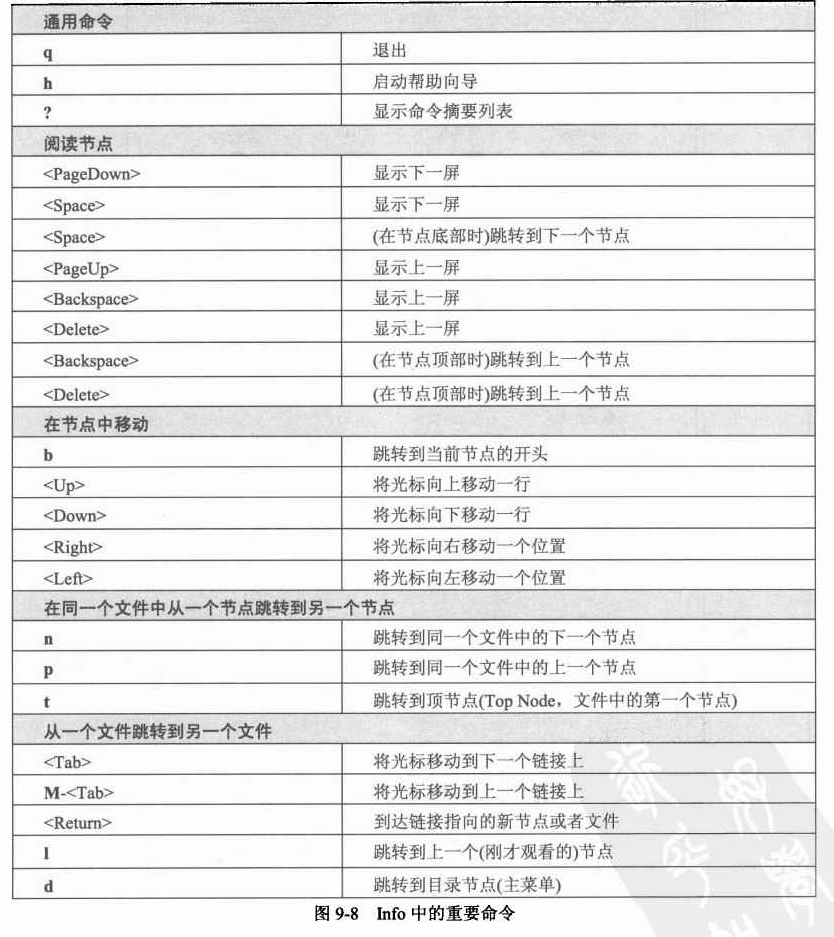 通用命令
q 退出
h 启动帮助向导
? 显示命令摘要列表
阅读节点
<PageDown> 显示下一屏
<Space> 显示下一屏
<Space> (在节点底部时)跳转到下一个节点
<PageUp> 显示上一屏
<Backspace> 显示上一屏
<Delete> 显示上一屏
<Backspace> (在节点顶部时)跳转到上一个节点
<Delete> (在节点顶部时)跳转到上一个节点
在节点中移动
b 跳转到当前节点的开头
<Up> 将光标向上移动一行
<Down> 将光标向下移动一行
<Right> 将光标向右移动一个位置
<Left> 将光标向左移动一个位置
在同一个文件中从一个节点跳转到另一个节点
n 跳转到同一个文件中的下一个节点
p 跳转到同一个文件中的上一个节点
t 跳转到顶节点(Top Node，文件中的第一个节点)
从一个文件跳转到另一个文件
<Tab> 将光标移动到下一个链接上
M-<Tab> 将光标移动到上一个链接上
<Return> 到达链接指向的新节点或者文件
l 跳转到上一个(刚才观看的)节点
d 跳转到目录节点(主菜单)
图 9-8 Info 中的重要命令